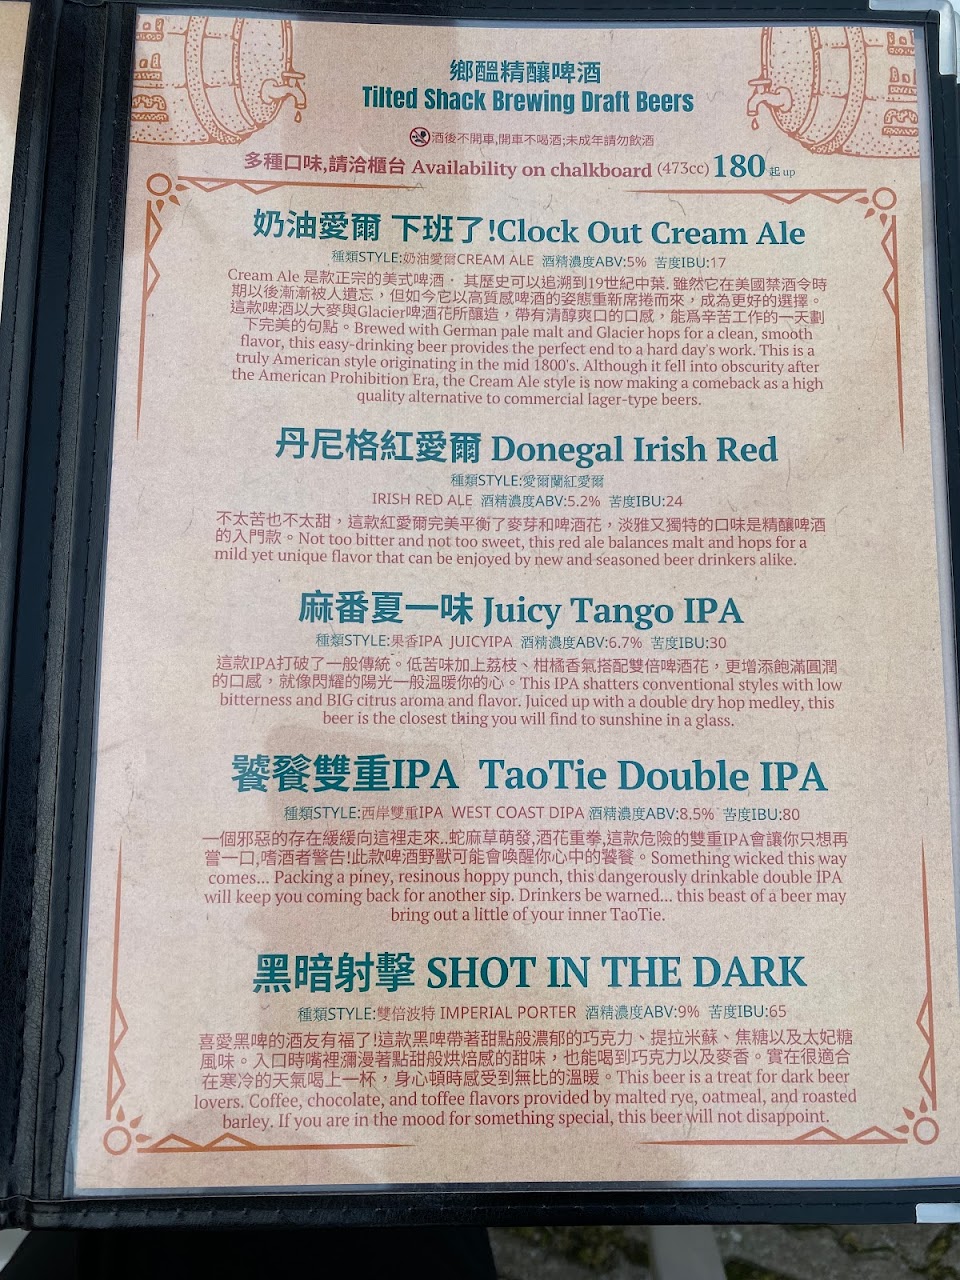 鄉醞精釀啤酒
Tilted Shack Brewing Draft Beers
酒後不開車,開車不喝酒;未成年請勿飲酒
多種口味,請洽櫃台 Availability on chalkboard (473cc) 180 起 up
奶油愛爾 下班了!Clock Out Cream Ale
種類STYLE:奶油愛爾CREAM ALE 酒精濃度ABV:5% 苦度IBU:17
Cream Ale 是款正宗的美式啤酒. 其歷史可以追溯到19世紀中葉. 雖然它在美國禁酒令時
期以後漸漸被人遺忘，但如今它以高質感啤酒的姿態重新席捲而來，成為更好的選擇。
這款啤酒以大麥與Glacier啤酒花所釀造，帶有清醇爽口的口感，能爲辛苦工作的一天劃
下完美的句點。Brewed with German pale malt and Glacier hops for a clean, smooth
flavor, this easy-drinking beer provides the perfect end to a hard day's work. This is a
truly American style originating in the mid 1800's. Although it fell into obscurity after
the American Prohibition Era, the Cream Ale style is now making a comeback as a high
quality alternative to commercial lager-type beers.
丹尼格紅愛爾 Donegal Irish Red
種類STYLE:愛爾蘭紅愛爾
IRISH RED ALE 酒精濃度ABV:5.2% 苦度IBU:24
不太苦也不太甜，這款紅愛爾完美平衡了麥芽和啤酒花，淡雅又獨特的口味是精釀啤酒
的入門款。Not too bitter and not too sweet, this red ale balances malt and hops for a
mild yet unique flavor that can be enjoyed by new and seasoned beer drinkers alike.
麻番夏一味 Juicy Tango IPA
種類STYLE:果香IPA JUICYIPA 酒精濃度ABV:6.7% 苦度IBU:30
這款IPA打破了一般傳統。低苦味加上荔枝、柑橘香氣搭配雙倍啤酒花，更增添飽滿圓潤
的口感，就像閃耀的陽光一般溫暖你的心。This IPA shatters conventional styles with low
bitterness and BIG citrus aroma and flavor. Juiced up with a double dry hop medley, this
beer is the closest thing you will find to sunshine in a glass.
饕餮雙重IPA TaoTie Double IPA
種類STYLE:西岸雙重IPA WEST COAST DIPA 酒精濃度ABV:8.5% 苦度IBU:80
一個邪惡的存在緩緩向這裡走來..蛇麻草萌發,酒花重拳,這款危險的雙重IPA會讓你只想再
嘗一口,嗜酒者警告!此款啤酒野獸可能會喚醒你心中的饕餮。Something wicked this way
comes... Packing a piney, resinous hoppy punch, this dangerously drinkable double IPA
will keep you coming back for another sip. Drinkers be warned... this beast of a beer may
bring out a little of your inner TaoTie.
黑暗射擊 SHOT IN THE DARK
種類STYLE:雙倍波特 IMPERIAL PORTER 酒精濃度ABV:9% 苦度IBU:65
喜愛黑啤的酒友有福了!這款黑啤帶著甜點般濃郁的巧克力、提拉米蘇、焦糖以及太妃糖
風味。入口時嘴裡瀰漫著點甜般烘焙感的甜味，也能喝到巧克力以及麥香。實在很適合
在寒冷的天氣喝上一杯，身心頓時感受到無比的溫暖。This beer is a treat for dark beer
lovers. Coffee, chocolate, and toffee flavors provided by malted rye, oatmeal, and roasted
barley. If you are in the mood for something special, this beer will not disappoint.